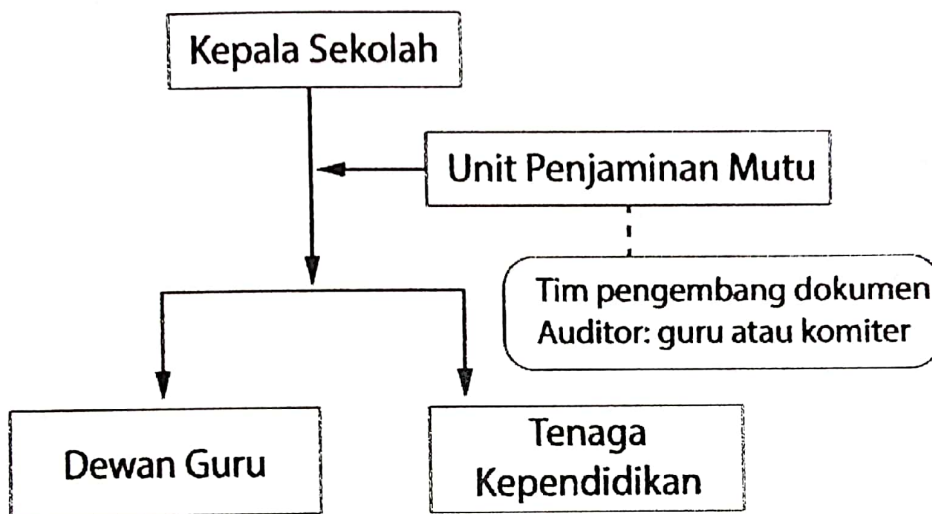 Kepala Sekolah
Unit Penjaminan Mutu
Tim pengembang dokumen
Auditor: guru atau komiter
Dewan Guru
Tenaga
Kependidikan